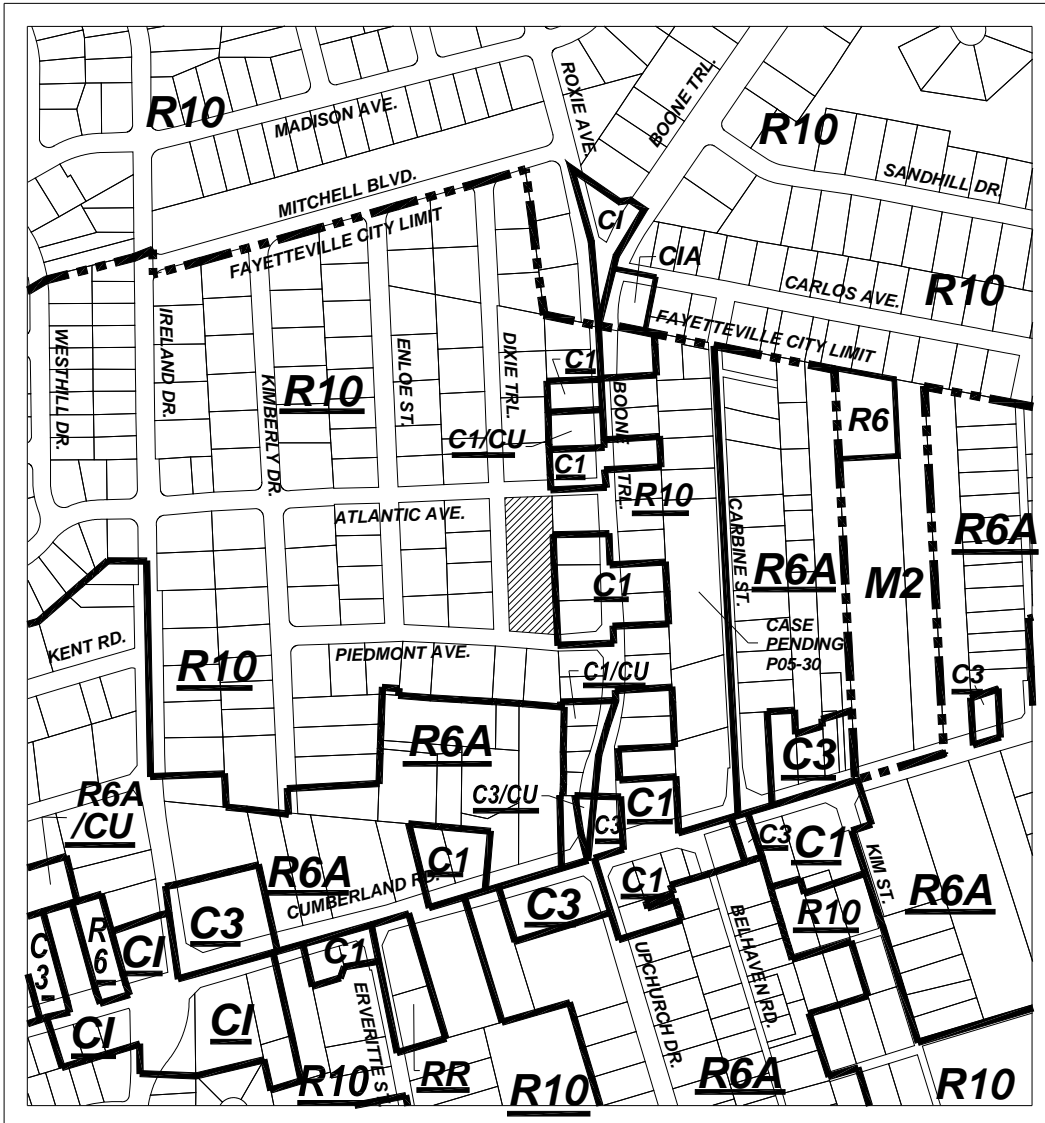 R10
MADISON AVE.
ROXIE AVE.
BOONE TRL.
R10
SANDHILL DR.
MITCHELL BLVD.
FAYETTEVILLE CITY LIMIT
CI
CIA
CARLOS AVE.
R10
FAYETTEVILLE CITY LIMIT
WESTHILL DR.
IRELAND DR.
KIMBERLY DR.
ENLOE ST.
DIXIE TRL.
R10
C1
BOONE TRL.
R6
C1/CU
C1
R10
ATLANTIC AVE.
CARBINE ST.
R6A
M2
R6A
C1
CASE
PENDING
P05-30
KENT RD.
R10
PIEDMONT AVE.
C1/CU
C3
R6A
C3
R6A
/CU
C3/CU
C3
C1
C3
C1
KIM ST.
R6A
C1
CUMBERLAND RD.
C1
R6A
C3
C3
R10
C3
R6
CI
C1
UPCHURCH DR.
BELHAVEN RD.
CI
CI
ERVERITTE ST.
R10
RR
R10
R6A
R10